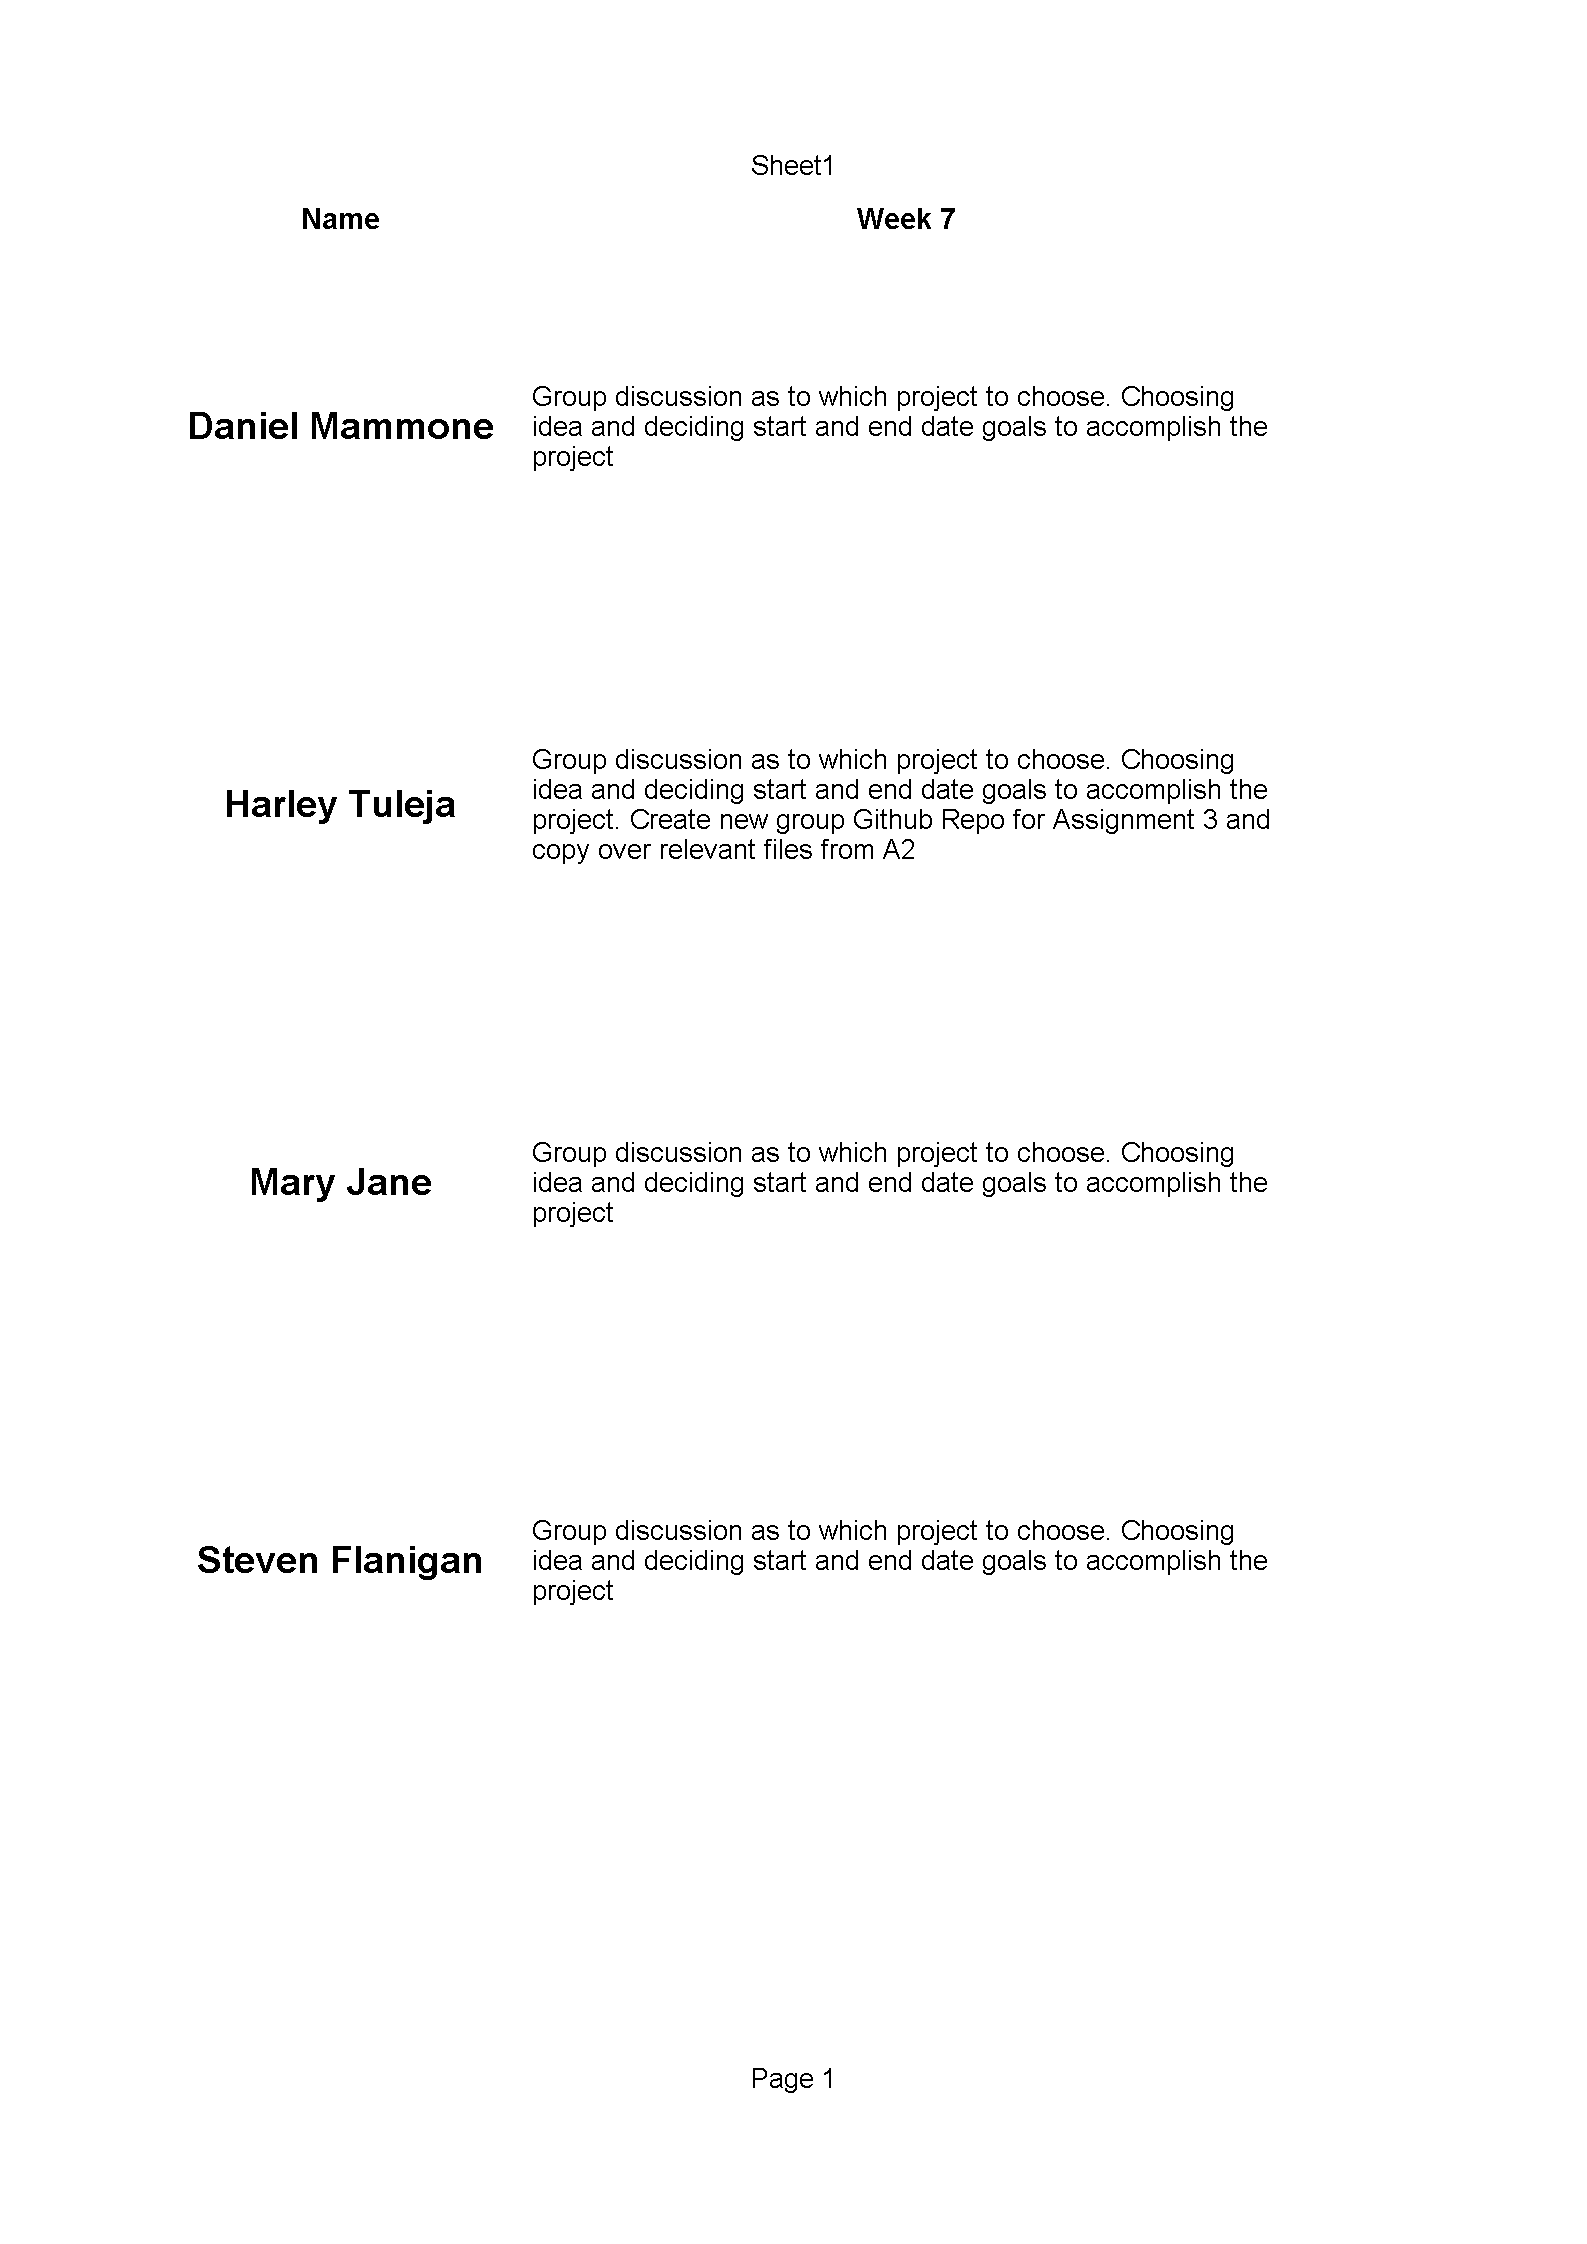 Sheet1
Name Week 7
Daniel Mammone
Group discussion as to which project to choose. Choosing
idea and deciding start and end date goals to accomplish the
project
Harley Tuleja
Group discussion as to which project to choose. Choosing
idea and deciding start and end date goals to accomplish the
project. Create new group Github Repo for Assignment 3 and
copy over relevant files from A2
Mary Jane
Group discussion as to which project to choose. Choosing
idea and deciding start and end date goals to accomplish the
project
Steven Flanigan
Group discussion as to which project to choose. Choosing
idea and deciding start and end date goals to accomplish the
project
Page 1